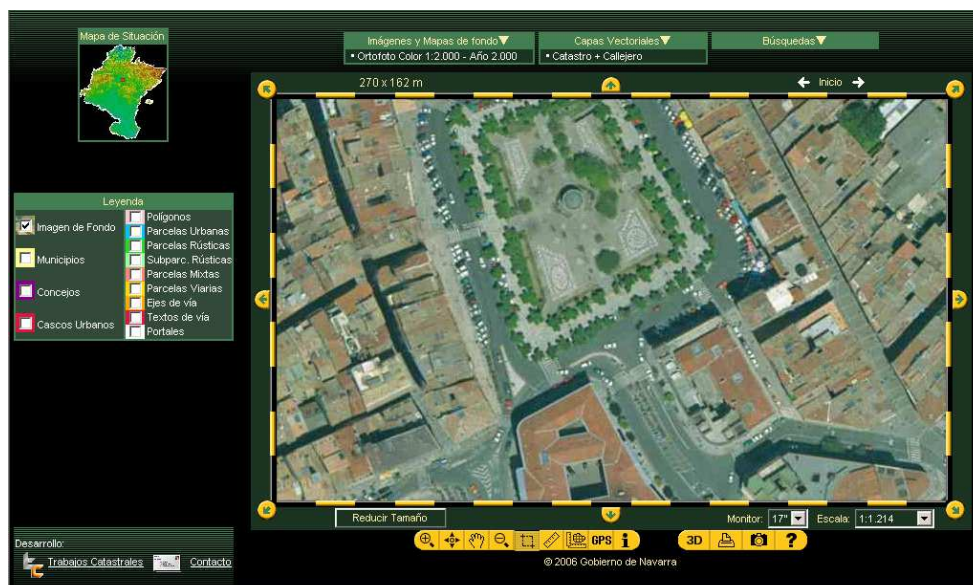 Mapa de Situación
Imágenes y Mapas de fondo
• Ortofoto Color 1:2.000 - Año 2.000
Capas Vectoriales
• Catastro + Callejero
Búsquedas
270 x 162 m
Inicio
Leyenda
Imagen de Fondo
Municipios
Concejos
Cascos Urbanos
Polígonos
Parcelas Urbanas
Parcelas Rústicas
Subparc. Rústicas
Parcelas Mixtas
Parcelas Viarias
Ejes de vía
Textos de vía
Portales
Reducir Tamaño
Monitor: 17" Escala: 1:1.214
GPS i 3D ?
© 2006 Gobierno de Navarra
Desarrollo:
Trabajos Catastrales
Contacto